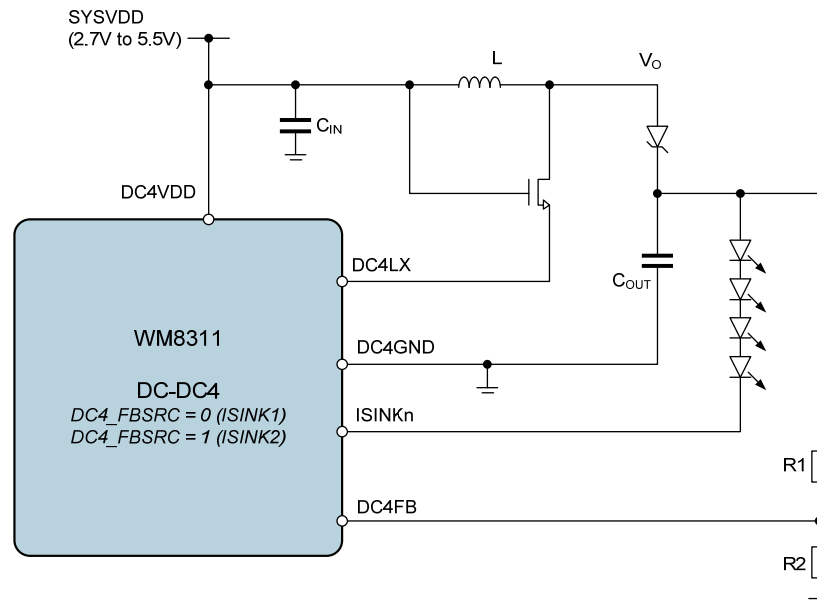 SYSVDD
(2.7V to 5.5V)
L
VO
CIN
DC4VDD
DC4LX
COUT
WM8311
DC4GND
DC-DC4
DC4_FBSRC = 0 (ISINK1)
DC4_FBSRC = 1 (ISINK2)
ISINKn
R1
DC4FB
R2